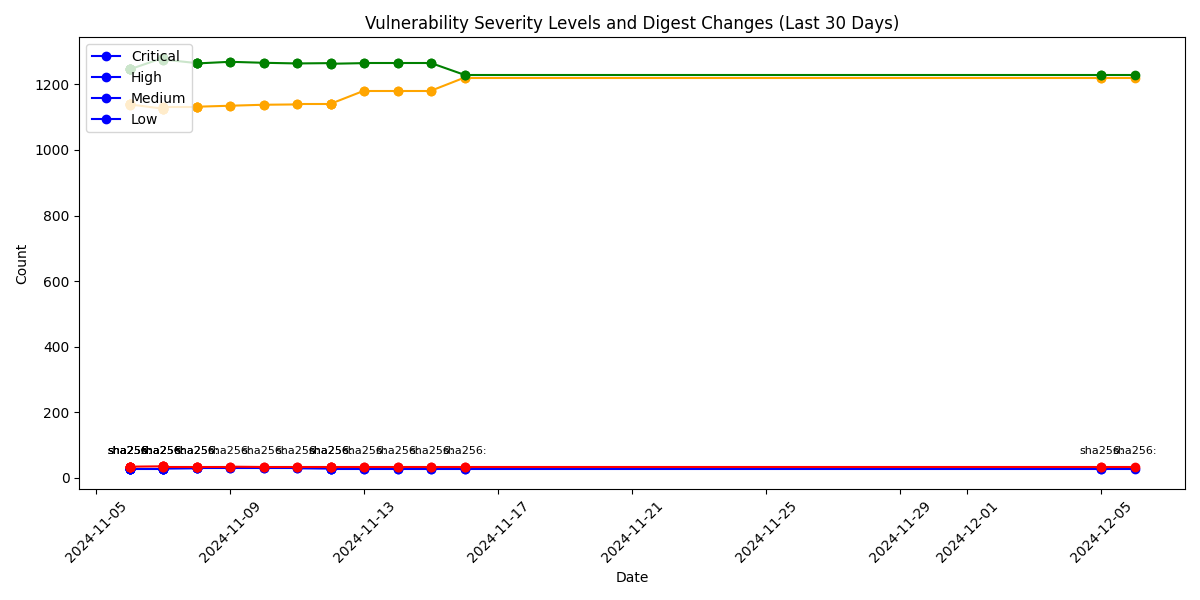 Vulnerability Severity Levels and Digest Changes (Last 30 Days)
Critical
High
Medium
Low
Count
1200
1000
800
600
400
200
0
sha256: sha256: sha256: sha256: sha256: sha256: sha256: sha256: sha256: sha256: sha256: sha256: sha256:
2024-11-05 2024-11-09 2024-11-13 2024-11-17 2024-11-21 2024-11-25 2024-11-29 2024-12-01 2024-12-05
Date